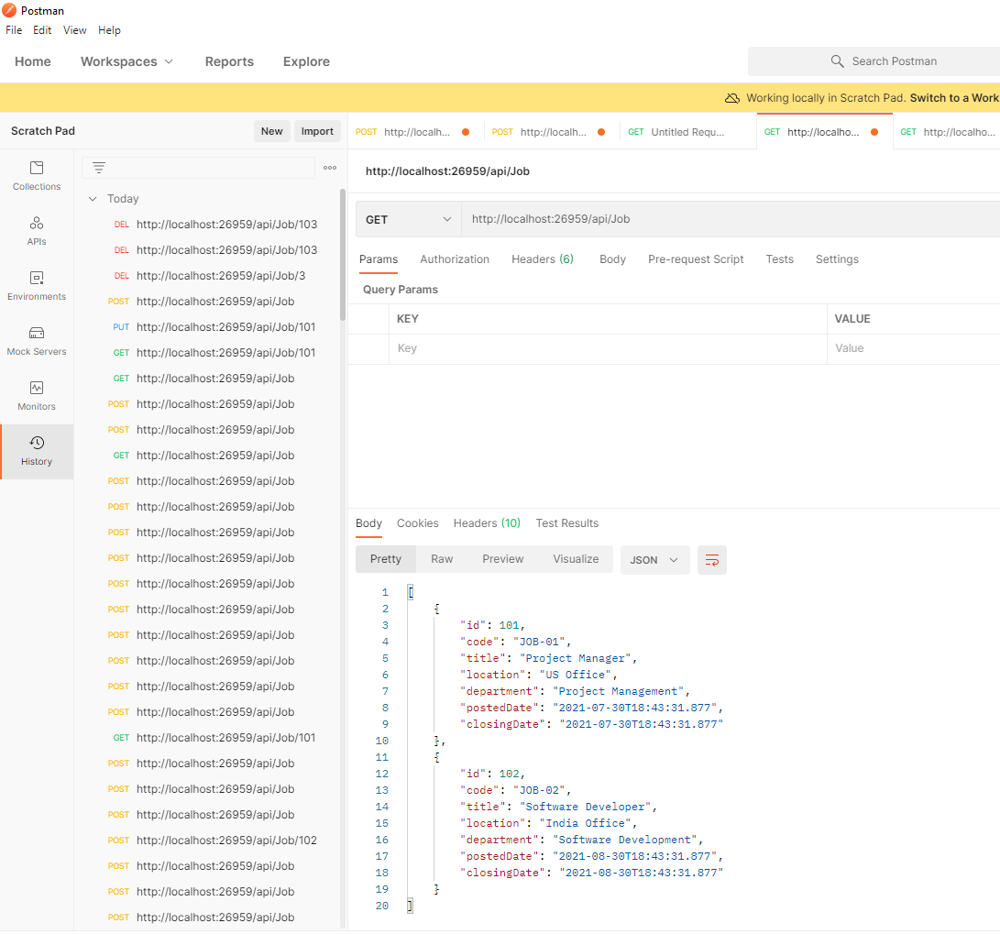 Postman
File Edit View Help
Home Workspaces Reports Explore Search Postman
Working locally in Scratch Pad. Switch to a Work
Scratch Pad New Import
POST http://localh... POST http://localh... GET Untitled Requ... GET http://localho... GET http://localho...
Collections
APIs
Environments
Mock Servers
Monitors
History
Today
DEL http://localhost:26959/api/Job/103
DEL http://localhost:26959/api/Job/103
DEL http://localhost:26959/api/Job/3
POST http://localhost:26959/api/Job
PUT http://localhost:26959/api/Job/101
GET http://localhost:26959/api/Job/101
GET http://localhost:26959/api/Job
POST http://localhost:26959/api/Job
POST http://localhost:26959/api/Job
GET http://localhost:26959/api/Job
POST http://localhost:26959/api/Job
POST http://localhost:26959/api/Job
POST http://localhost:26959/api/Job
POST http://localhost:26959/api/Job
POST http://localhost:26959/api/Job
POST http://localhost:26959/api/Job
POST http://localhost:26959/api/Job
POST http://localhost:26959/api/Job
POST http://localhost:26959/api/Job
POST http://localhost:26959/api/Job
GET http://localhost:26959/api/Job/101
POST http://localhost:26959/api/Job
POST http://localhost:26959/api/Job
POST http://localhost:26959/api/Job
POST http://localhost:26959/api/Job/102
POST http://localhost:26959/api/Job
POST http://localhost:26959/api/Job
POST http://localhost:26959/api/Job
http://localhost:26959/api/Job
GET http://localhost:26959/api/Job
Params Authorization Headers (6) Body Pre-request Script Tests Settings
Query Params
KEY VALUE
Key Value
Body Cookies Headers (10) Test Results
Pretty Raw Preview Visualize JSON
1 [
2 {
3 "id": 101,
4 "code": "JOB-01",
5 "title": "Project Manager",
6 "location": "US Office",
7 "department": "Project Management",
8 "postedDate": "2021-07-30T18:43:31.877",
9 "closingDate": "2021-07-30T18:43:31.877"
10 },
11 {
12 "id": 102,
13 "code": "JOB-02",
14 "title": "Software Developer",
15 "location": "India Office",
16 "department": "Software Development",
17 "postedDate": "2021-08-30T18:43:31.877",
18 "closingDate": "2021-08-30T18:43:31.877"
19 }
20 ]